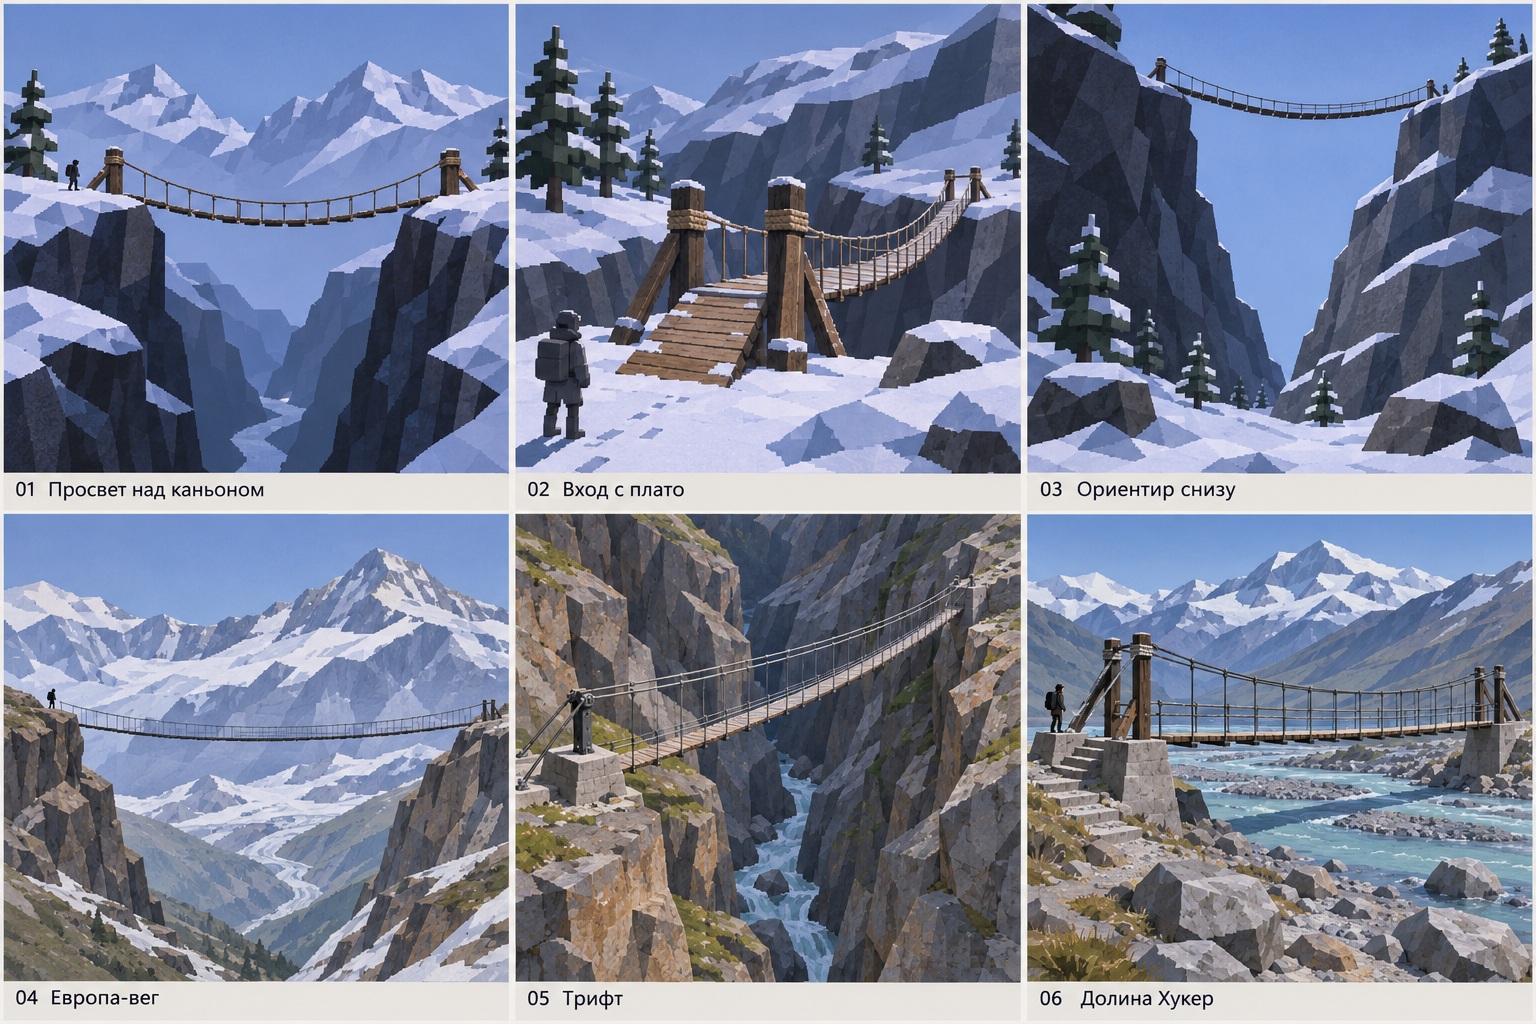 01 Просвет над каньоном
02 Вход с плато
03 Ориентир снизу
04 Европа-вег
05 Трифт
06 Долина Хукер